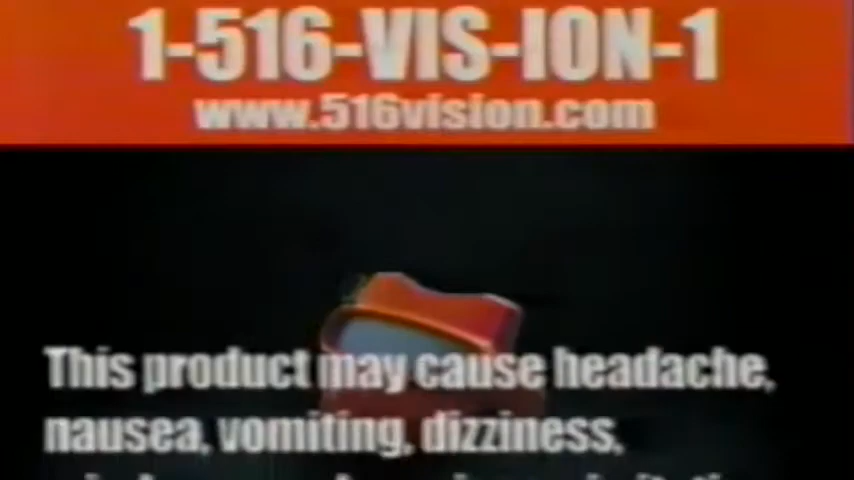 1-516-VIS-ION-1
www.516vision.com
This product may cause headache,
nausea, vomiting, dizziness,